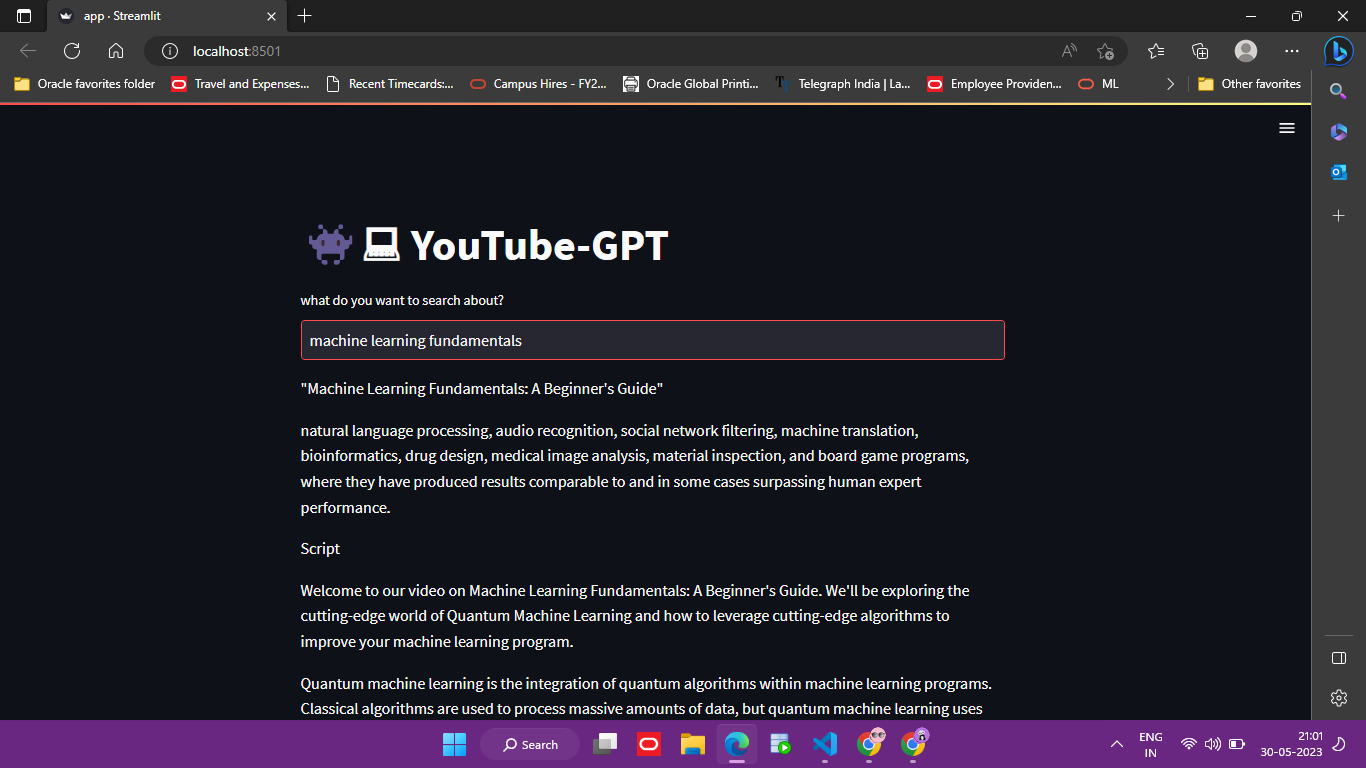 app · Streamlit
localhost:8501
Oracle favorites folder
Travel and Expenses...
Recent Timecards:...
Campus Hires - FY2...
Oracle Global Printi...
Telegraph India | La...
Employee Providen...
ML
Other favorites
YouTube-GPT
what do you want to search about?
machine learning fundamentals
"Machine Learning Fundamentals: A Beginner's Guide"
natural language processing, audio recognition, social network filtering, machine translation,
bioinformatics, drug design, medical image analysis, material inspection, and board game programs,
where they have produced results comparable to and in some cases surpassing human expert
performance.
Script
Welcome to our video on Machine Learning Fundamentals: A Beginner's Guide. We'll be exploring the
cutting-edge world of Quantum Machine Learning and how to leverage cutting-edge algorithms to
improve your machine learning program.
Quantum machine learning is the integration of quantum algorithms within machine learning programs.
Classical algorithms are used to process massive amounts of data, but quantum machine learning uses
Search
ENG
IN
21:01
30-05-2023